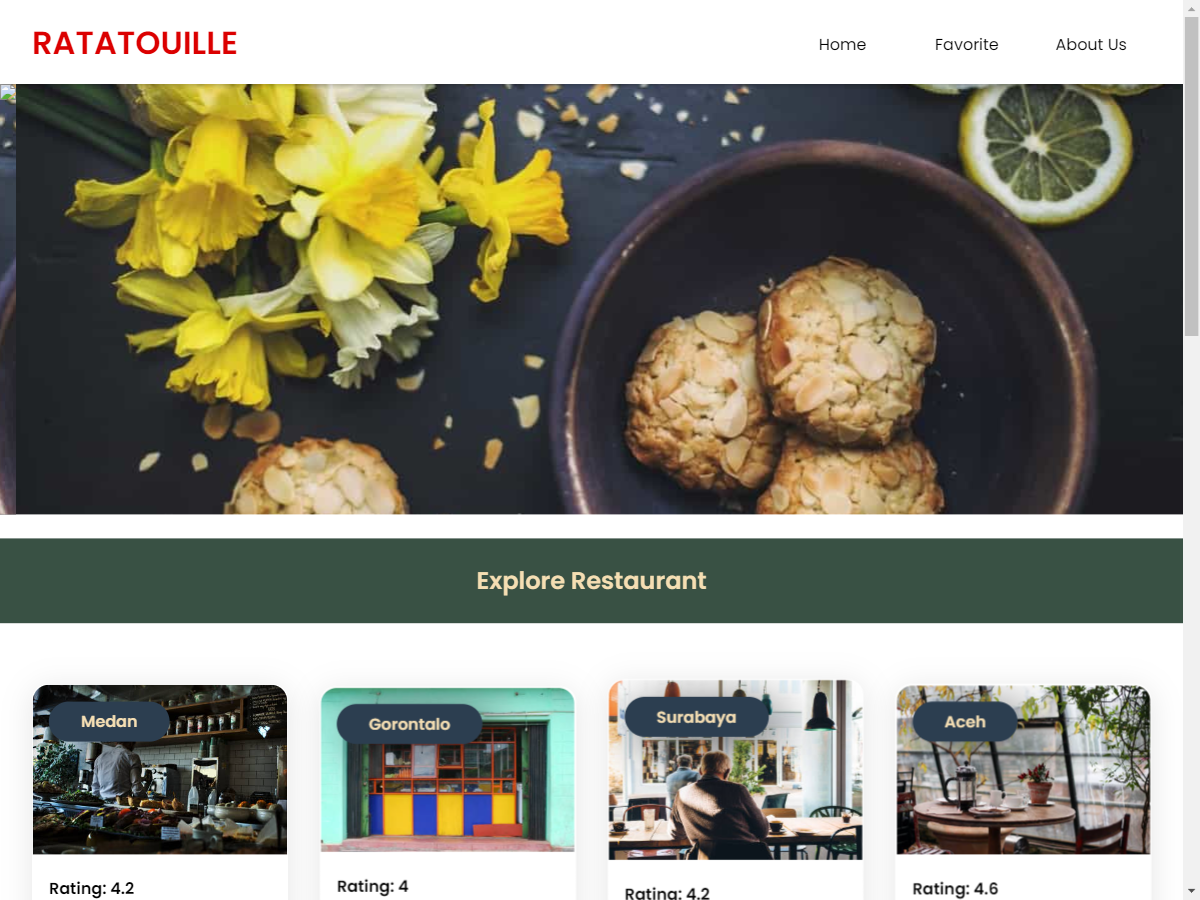 RATATOUILLE
Home Favorite About Us
Explore Restaurant
Medan
Gorontalo
Surabaya
Aceh
Rating: 4.2
Rating: 4
Rating: 4.2
Rating: 4.6